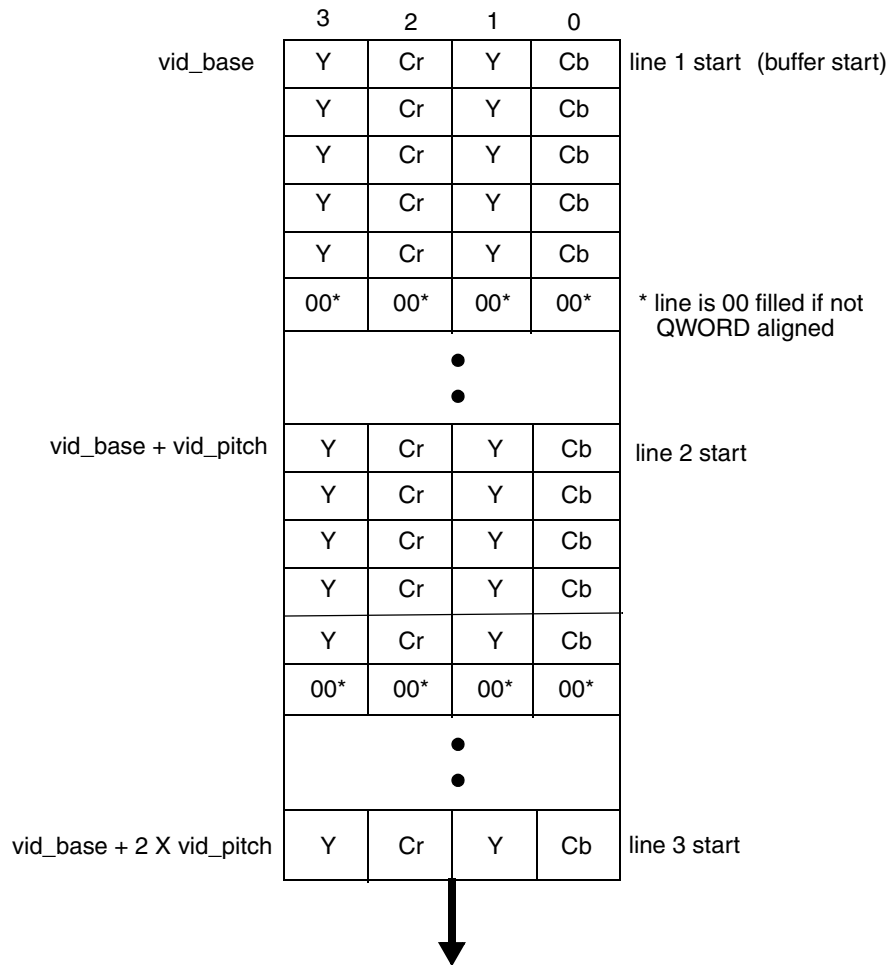 3 2 1 0
vid_base Y Cr Y Cb line 1 start (buffer start)
Y Cr Y Cb
Y Cr Y Cb
Y Cr Y Cb
Y Cr Y Cb
00* 00* 00* 00* * line is 00 filled if not
QWORD aligned
vid_base + vid_pitch Y Cr Y Cb line 2 start
Y Cr Y Cb
Y Cr Y Cb
Y Cr Y Cb
Y Cr Y Cb
00* 00* 00* 00*
vid_base + 2 X vid_pitch Y Cr Y Cb line 3 start